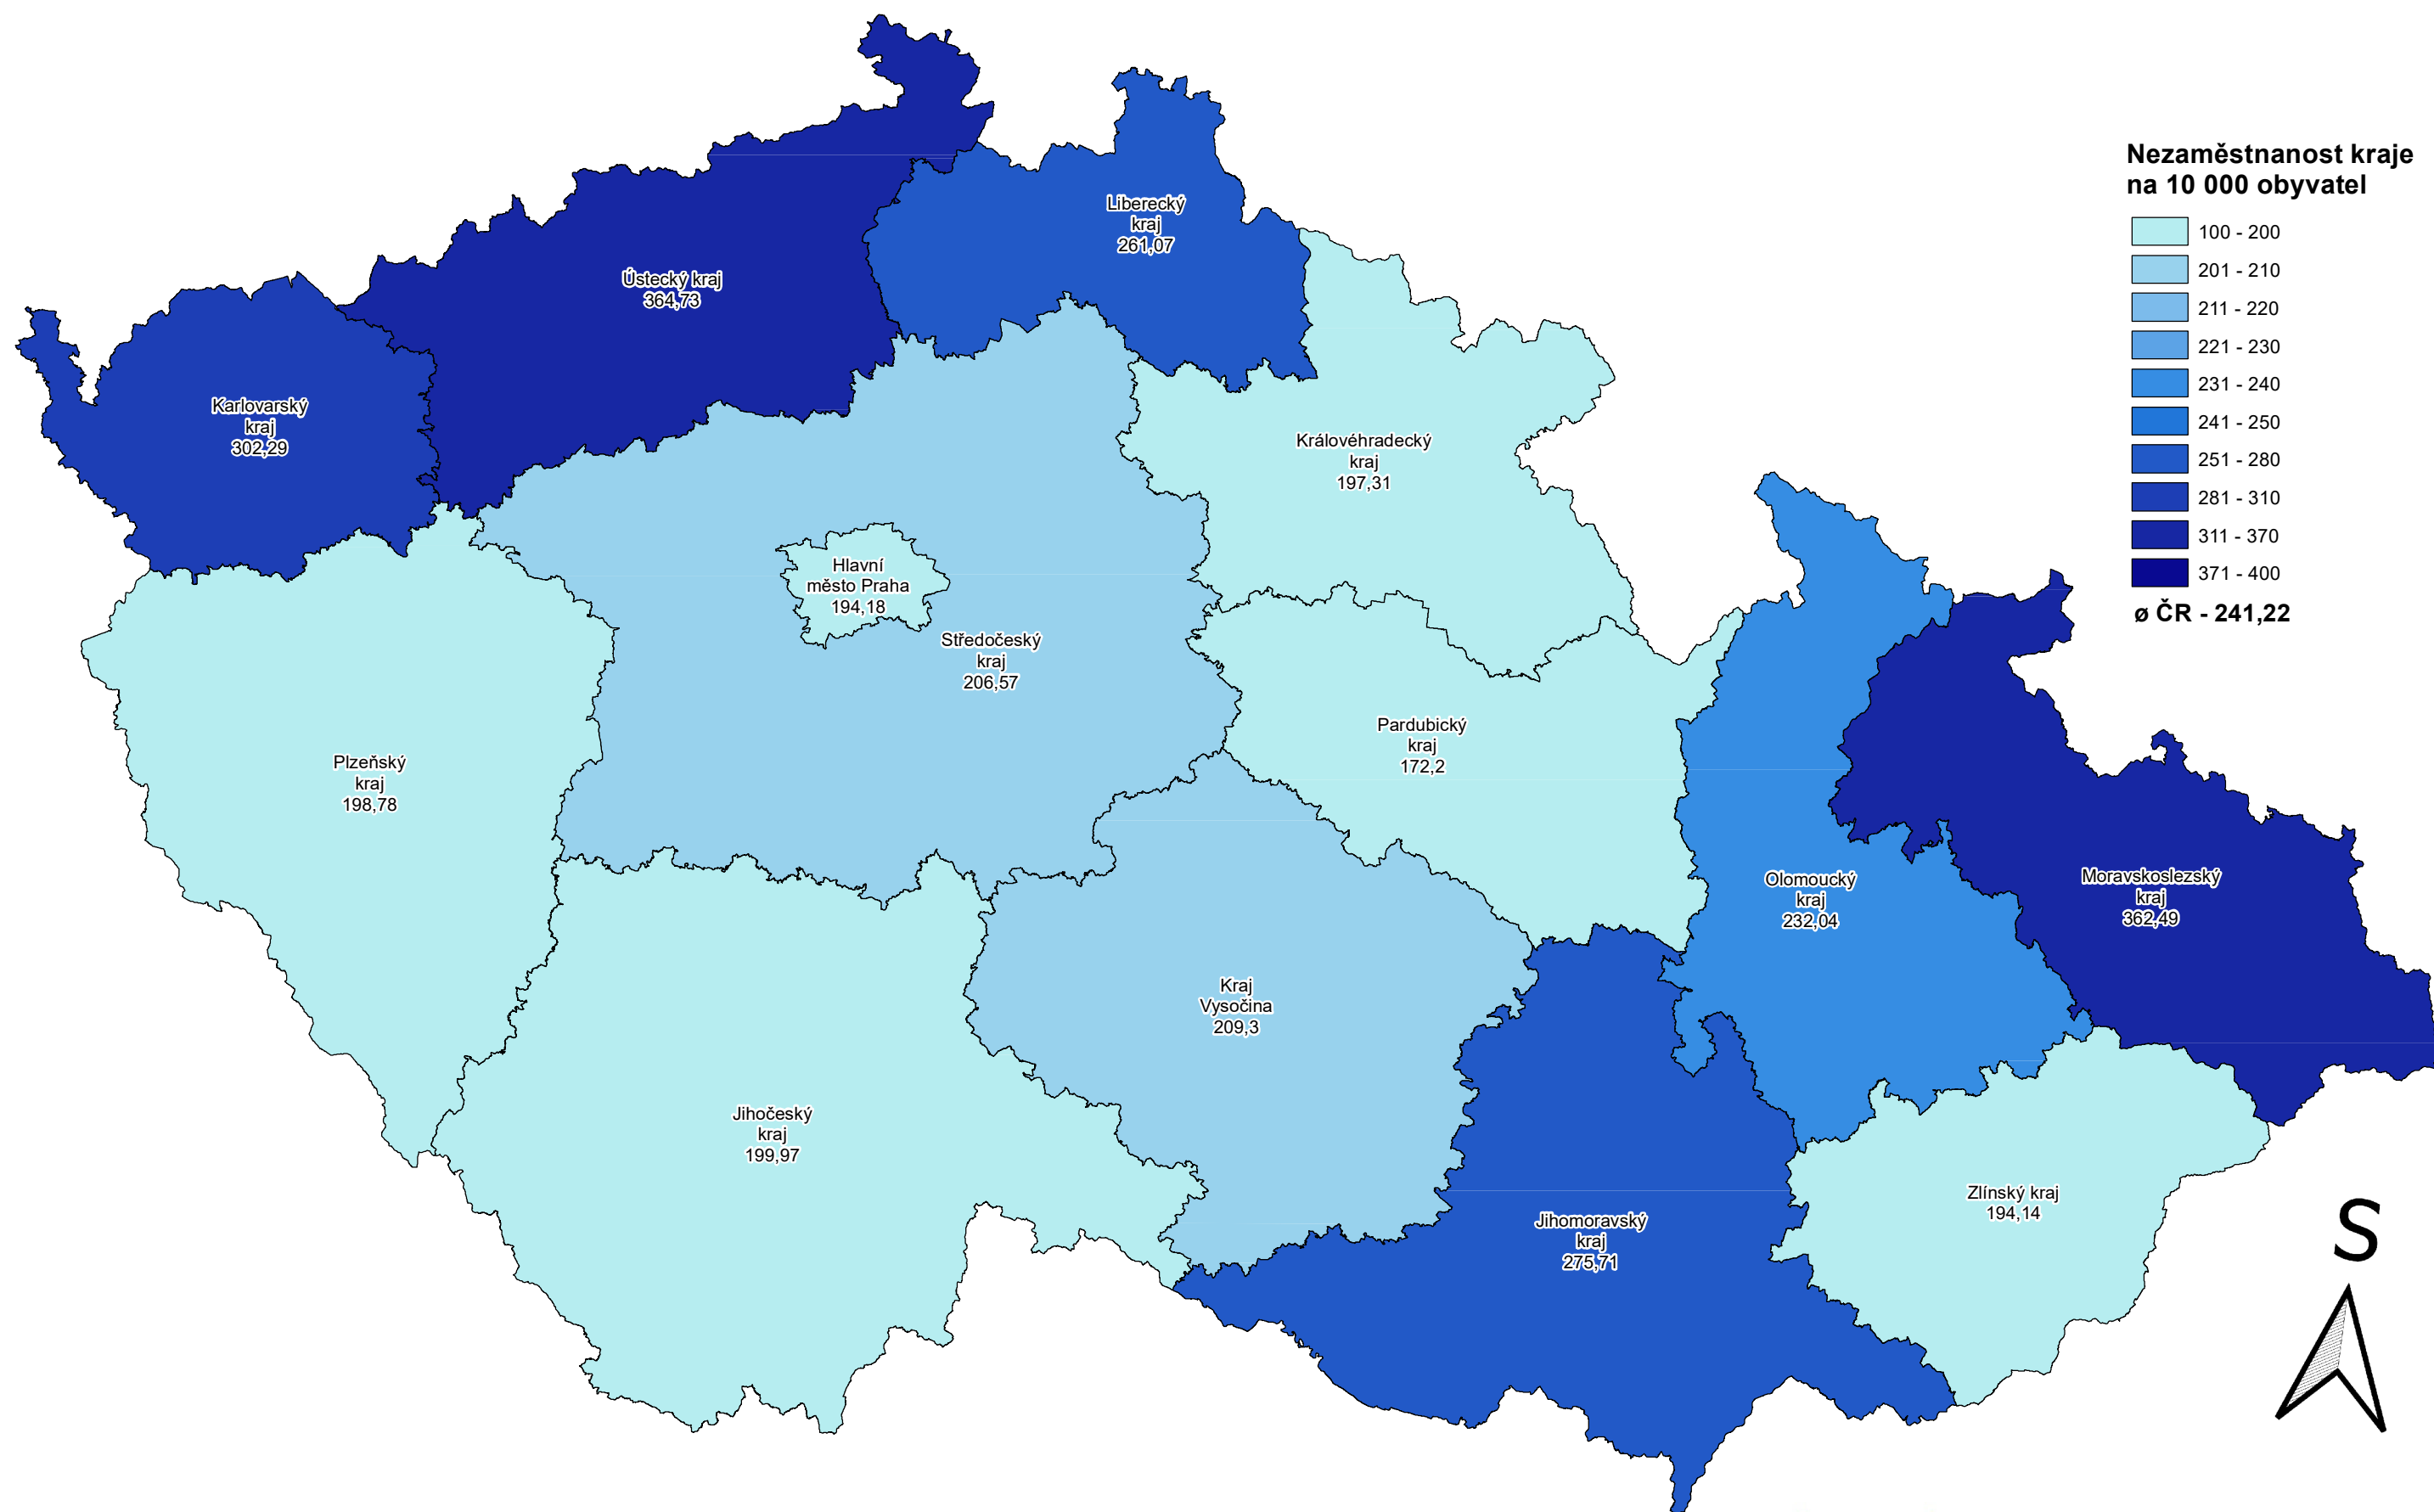 Nezaměstnanost kraje
na 10 000 obyvatel
100 - 200
201 - 210
211 - 220
221 - 230
231 - 240
241 - 250
251 - 280
281 - 310
311 - 370
371 - 400
ø ČR - 241,22
Liberecký
kraj
261,07
Ústecký kraj
364,73
Karlovarský
kraj
302,29
Královéhradecký
kraj
197,31
Hlavní
město Praha
194,18
Středočeský
kraj
206,57
Pardubický
kraj
172,2
Plzeňský
kraj
198,78
Olomoucký
kraj
232,04
Moravskoslezský
kraj
362,49
Kraj
Vysočina
209,3
Jihočeský
kraj
199,97
Zlínský kraj
194,14
Jihomoravský
kraj
275,71
S